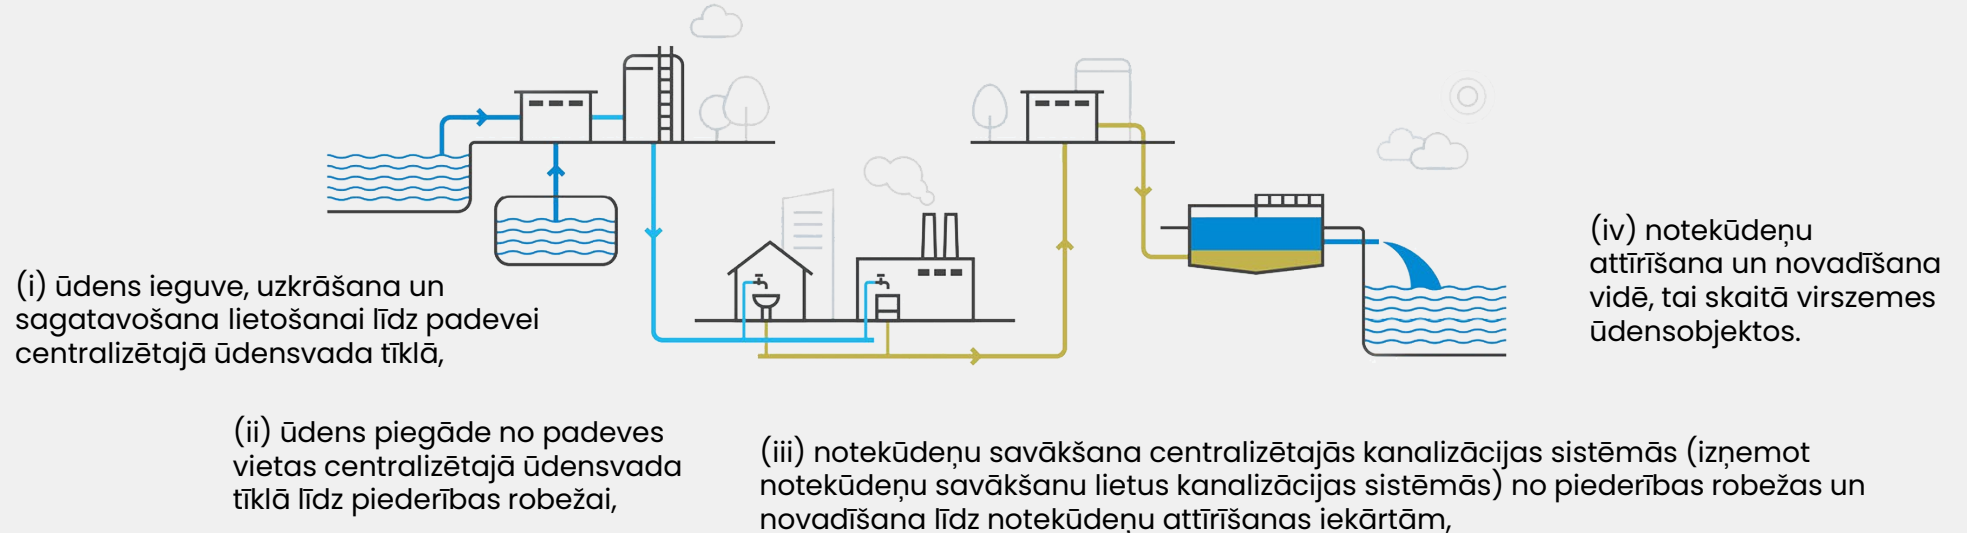 (i) ūdens ieguve, uzkrāšana un
sagatavošana lietošanai līdz padevei
centralizētajā ūdensvada tīklā,
(ii) ūdens piegāde no padeves
vietas centralizētajā ūdensvada
tīklā līdz piederības robežai,
(iii) notekūdeņu savākšana centralizētajās kanalizācijas sistēmās (izņemot
notekūdeņu savākšanu lietus kanalizācijas sistēmās) no piederības robežas un
novadīšana līdz notekūdeņu attīrīšanas iekārtām,
(iv) notekūdeņu
attīrīšana un novadīšana
vidē, tai skaitā virszemes
ūdensobjektos.